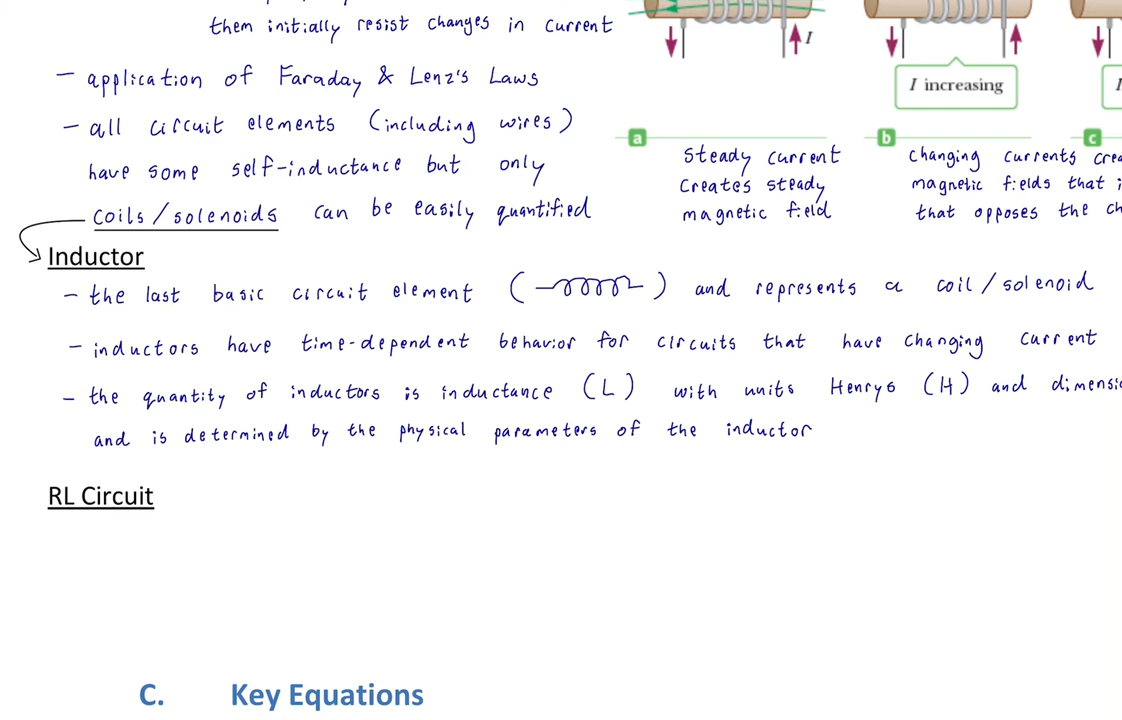 them initially resist changes in current
I
– application of Faraday & Lenz's Laws
I increasing
– all circuit elements (including wires)
a
b
c
have some self-inductance but only
steady current
creates steady
magnetic field
changing currents
magnetic fields that
that opposes the
coils/solenoids can be easily quantified
Inductor
– the last basic circuit element ( ) and represents a coil/solenoid
– inductors have time-dependent behavior for circuits that have changing current
– the quantity of inductors is inductance (L) with units Henrys (H) and
and is determined by the physical parameters of the inductor
RL Circuit
C. Key Equations